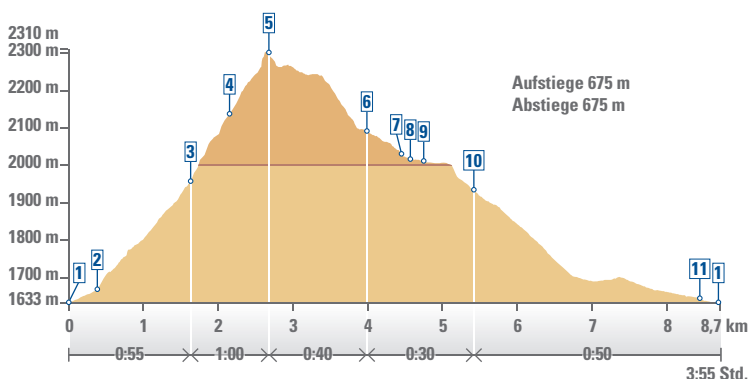 2310 m
2300 m
2200 m
2100 m
2000 m
1900 m
1800 m
1700 m
1633 m
Aufstiege 675 m
Abstiege 675 m
1
2
3
4
5
6
7
8
9
10
11
1
0 1 2 3 4 5 6 7 8 8,7 km
0:55 1:00 0:40 0:30 0:50
3:55 Std.